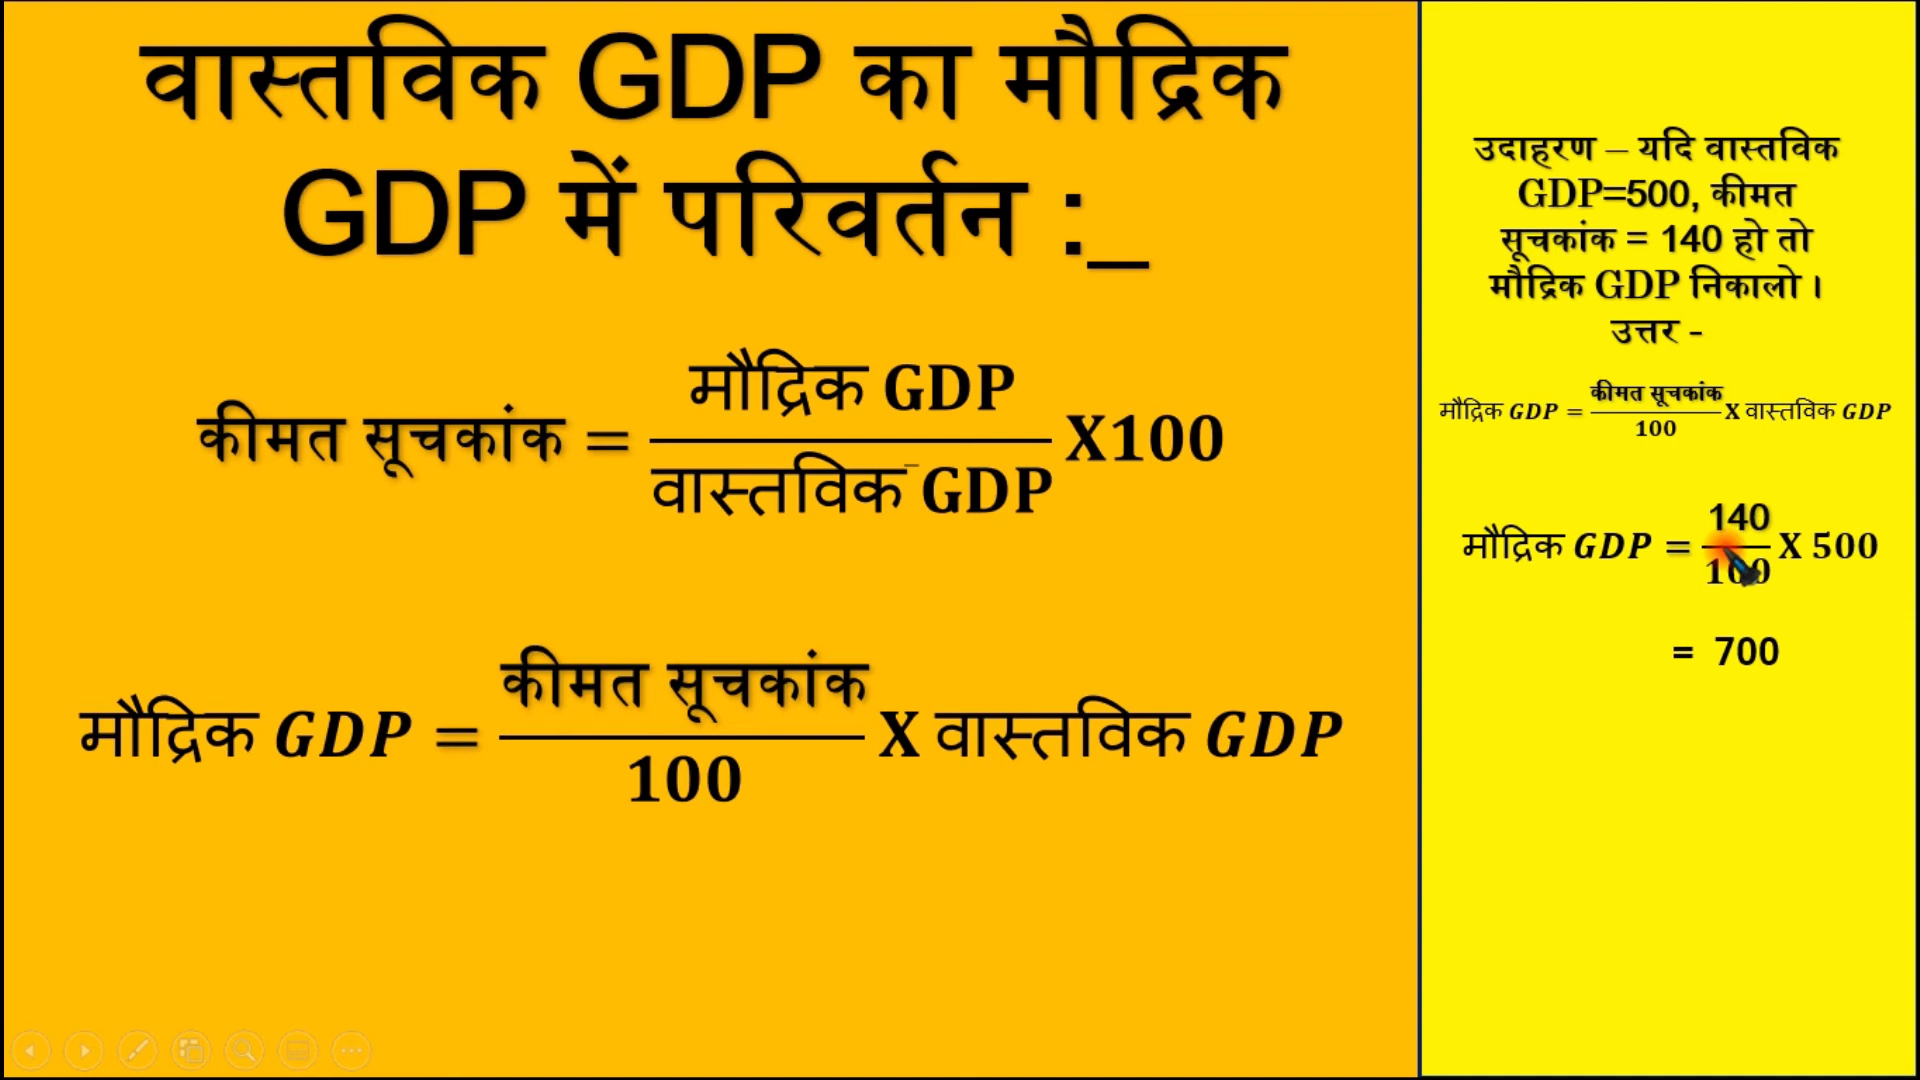 वास्तविक GDP का मौद्रिक
GDP में परिवर्तन :_
कीमत सूचकांक = मौद्रिक GDP / वास्तविक GDP X100
मौद्रिक GDP = कीमत सूचकांक / 100 X वास्तविक GDP
उदाहरण – यदि वास्तविक
GDP=500, कीमत
सूचकांक = 140 हो तो
मौद्रिक GDP निकालो ।
उत्तर -
मौद्रिक GDP = कीमत सूचकांक / 100 X वास्तविक GDP
मौद्रिक GDP = 140 / 100 X 500
= 700